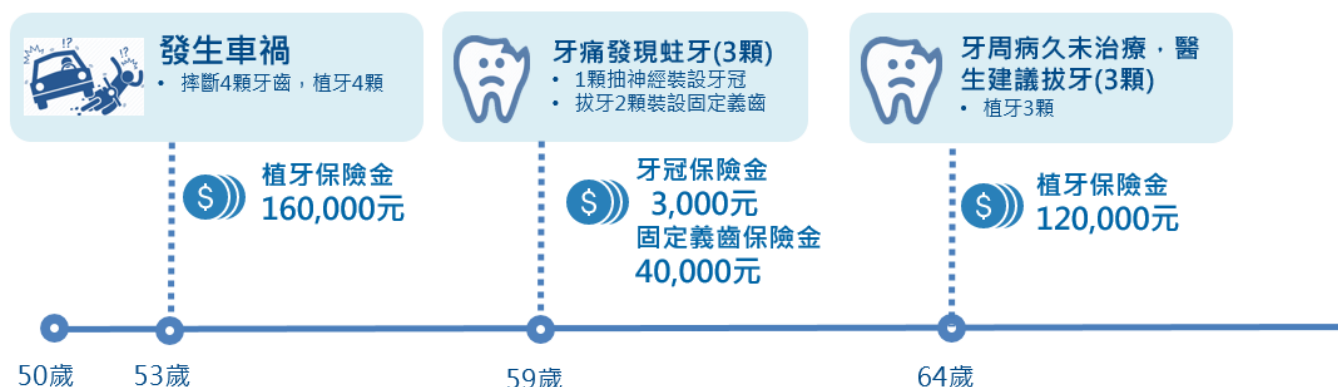 !?
!?
發生車禍
• 摔斷4顆牙齒，植牙4顆
$
植牙保險金
160,000元
牙痛發現蛀牙(3顆)
• 1顆抽神經裝設牙冠
• 拔牙2顆裝設固定義齒
$
牙冠保險金
3,000元
固定義齒保險金
40,000元
牙周病久未治療，醫
生建議拔牙(3顆)
• 植牙3顆
$
植牙保險金
120,000元
50歲
53歲
59歲
64歲